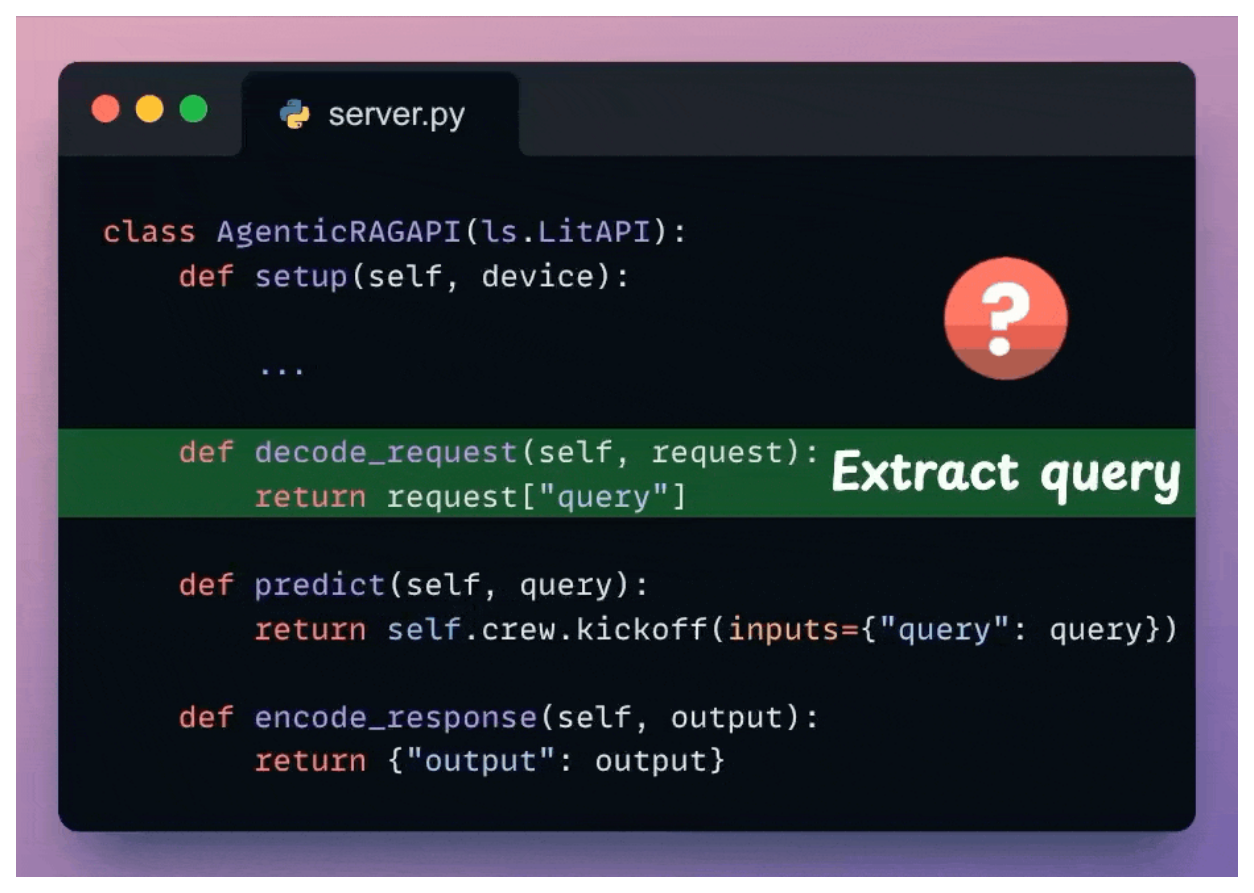 server.py
class AgenticRAGAPI(ls.LitAPI):
def setup(self, device):
?
...
def decode_request(self, request):
return request["query"]
Extract query
def predict(self, query):
return self.crew.kickoff(inputs={"query": query})
def encode_response(self, output):
return {"output": output}